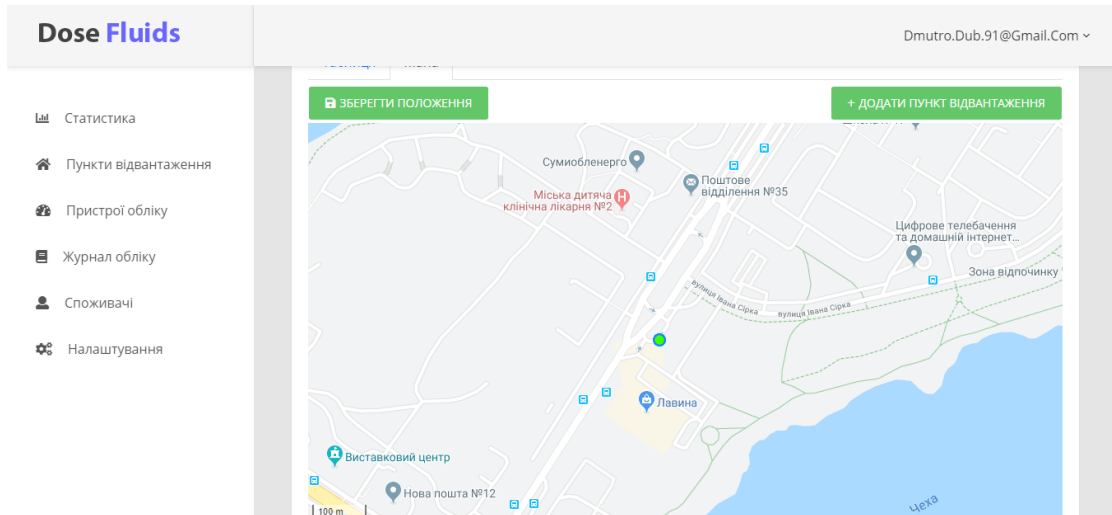 Dose Fluids
Dmutro.Dub.91@Gmail.Com
Статистика
Пункти відвантаження
Пристрої обліку
Журнал обліку
Споживачі
Налаштування
ЗБЕРЕГТИ ПОЛОЖЕННЯ
+ ДОДАТИ ПУНКТ ВІДВАНТАЖЕННЯ
Сумиобленерго
Поштове
відділення №35
Міська дитяча
клінічна лікарня №2
Цифрове телебачення
та домашній інтернет...
Зона відпочинку
вулиця Івана Сірка
вулиця Івана Сірка
Лавина
Виставковий центр
Нова пошта №12
Чеха
100 m